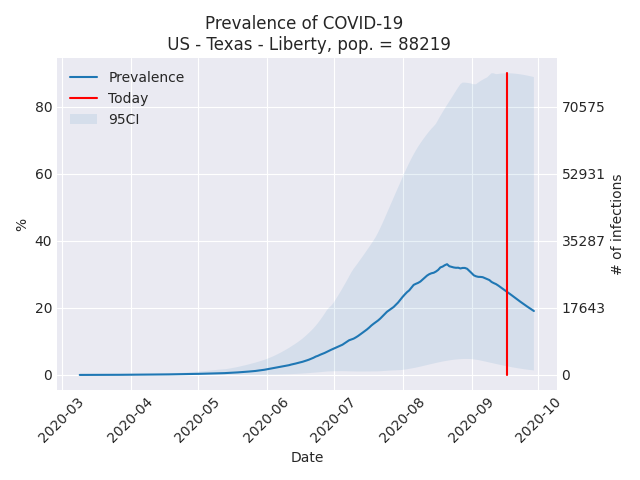 Prevalence of COVID-19
US - Texas - Liberty, pop. = 88219
Prevalence
Today
95CI
%
80
60
40
20
0
70575
52931
35287
17643
0
# of infections
2020-03
2020-04
2020-05
2020-06
2020-07
2020-08
2020-09
2020-10
Date